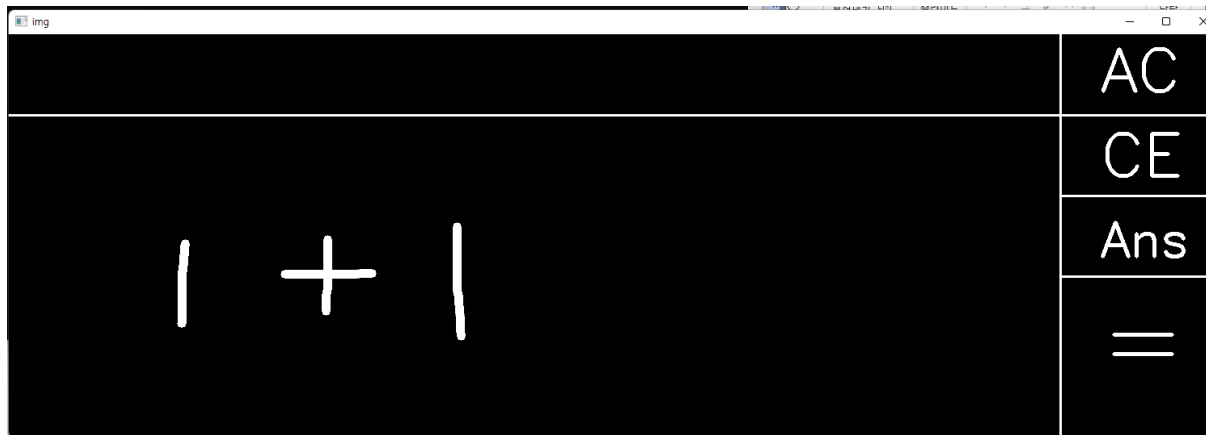 img
AC
CE
1 + 1
Ans
=